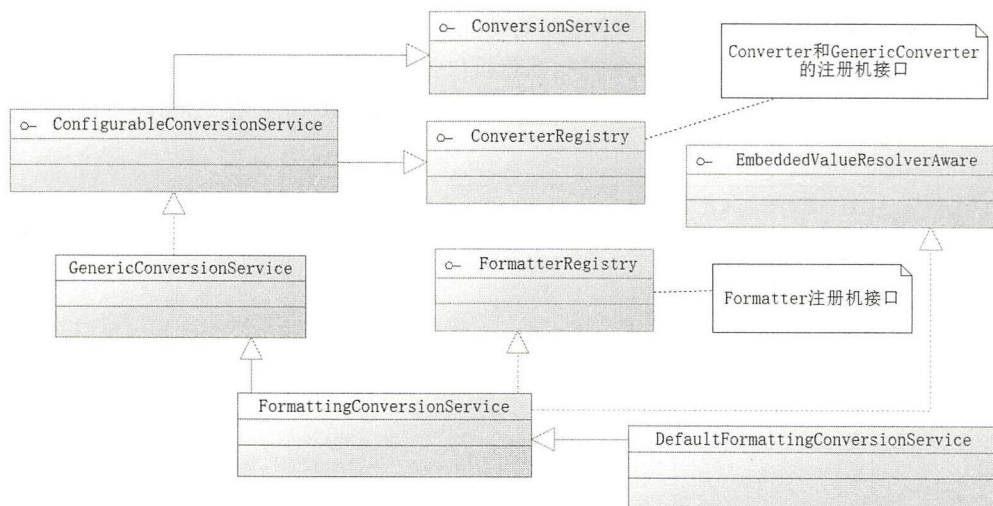 ConversionService
Converter和GenericConverter
的注册机接口
ConfigurableConversionService
ConverterRegistry
EmbeddedValueResolverAware
GenericConversionService
FormatterRegistry
Formatter注册机接口
FormattingConversionService
DefaultFormattingConversionService